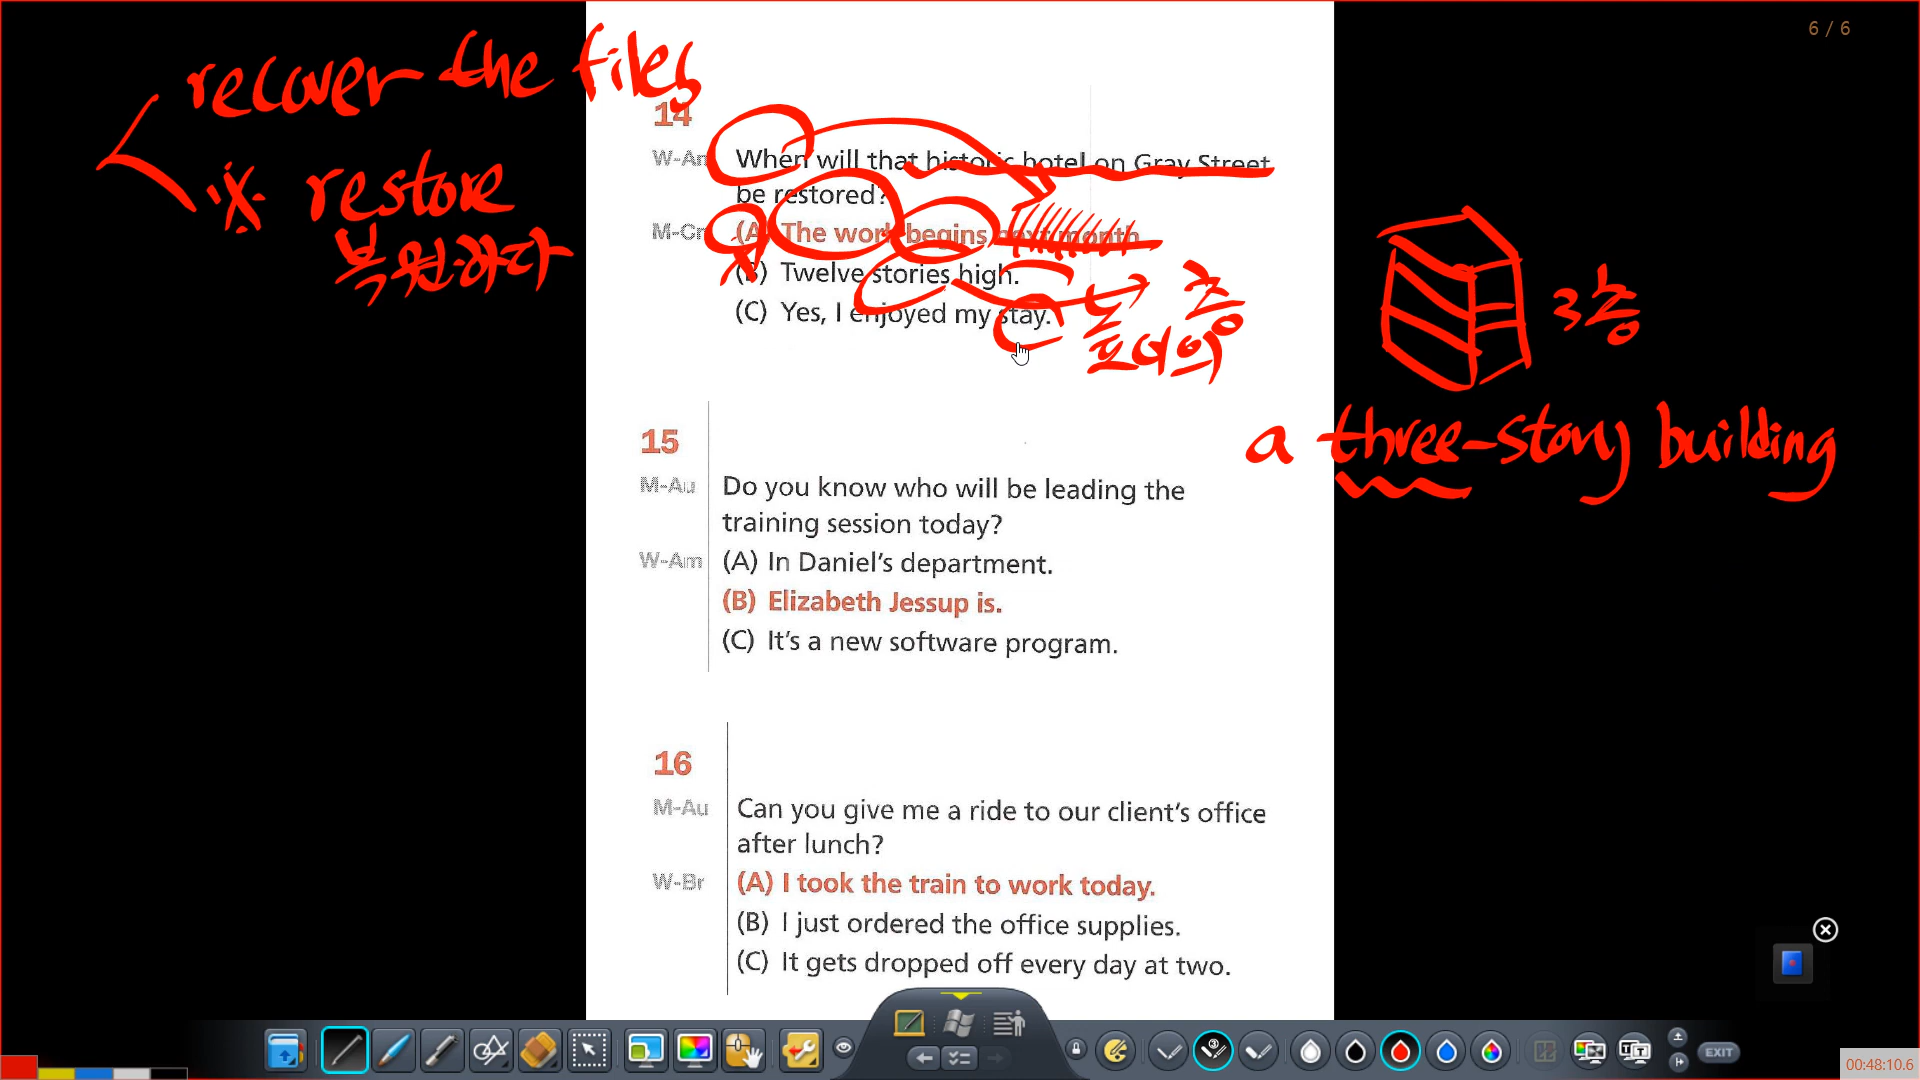 6 / 6
recover the files
※ restore
복원하다
14
W-Am When will that historic hotel on Gray Street
be restored?
M-Cn (A) The work begins next month.
(B) Twelve stories high.
(C) Yes, I enjoyed my stay.
층
3층
a three-story building
15
M-Au Do you know who will be leading the
training session today?
W-Am (A) In Daniel's department.
(B) Elizabeth Jessup is.
(C) It's a new software program.
16
M-Au Can you give me a ride to our client's office
after lunch?
W-Br (A) I took the train to work today.
(B) I just ordered the office supplies.
(C) It gets dropped off every day at two.
EXIT
00:48:10.6